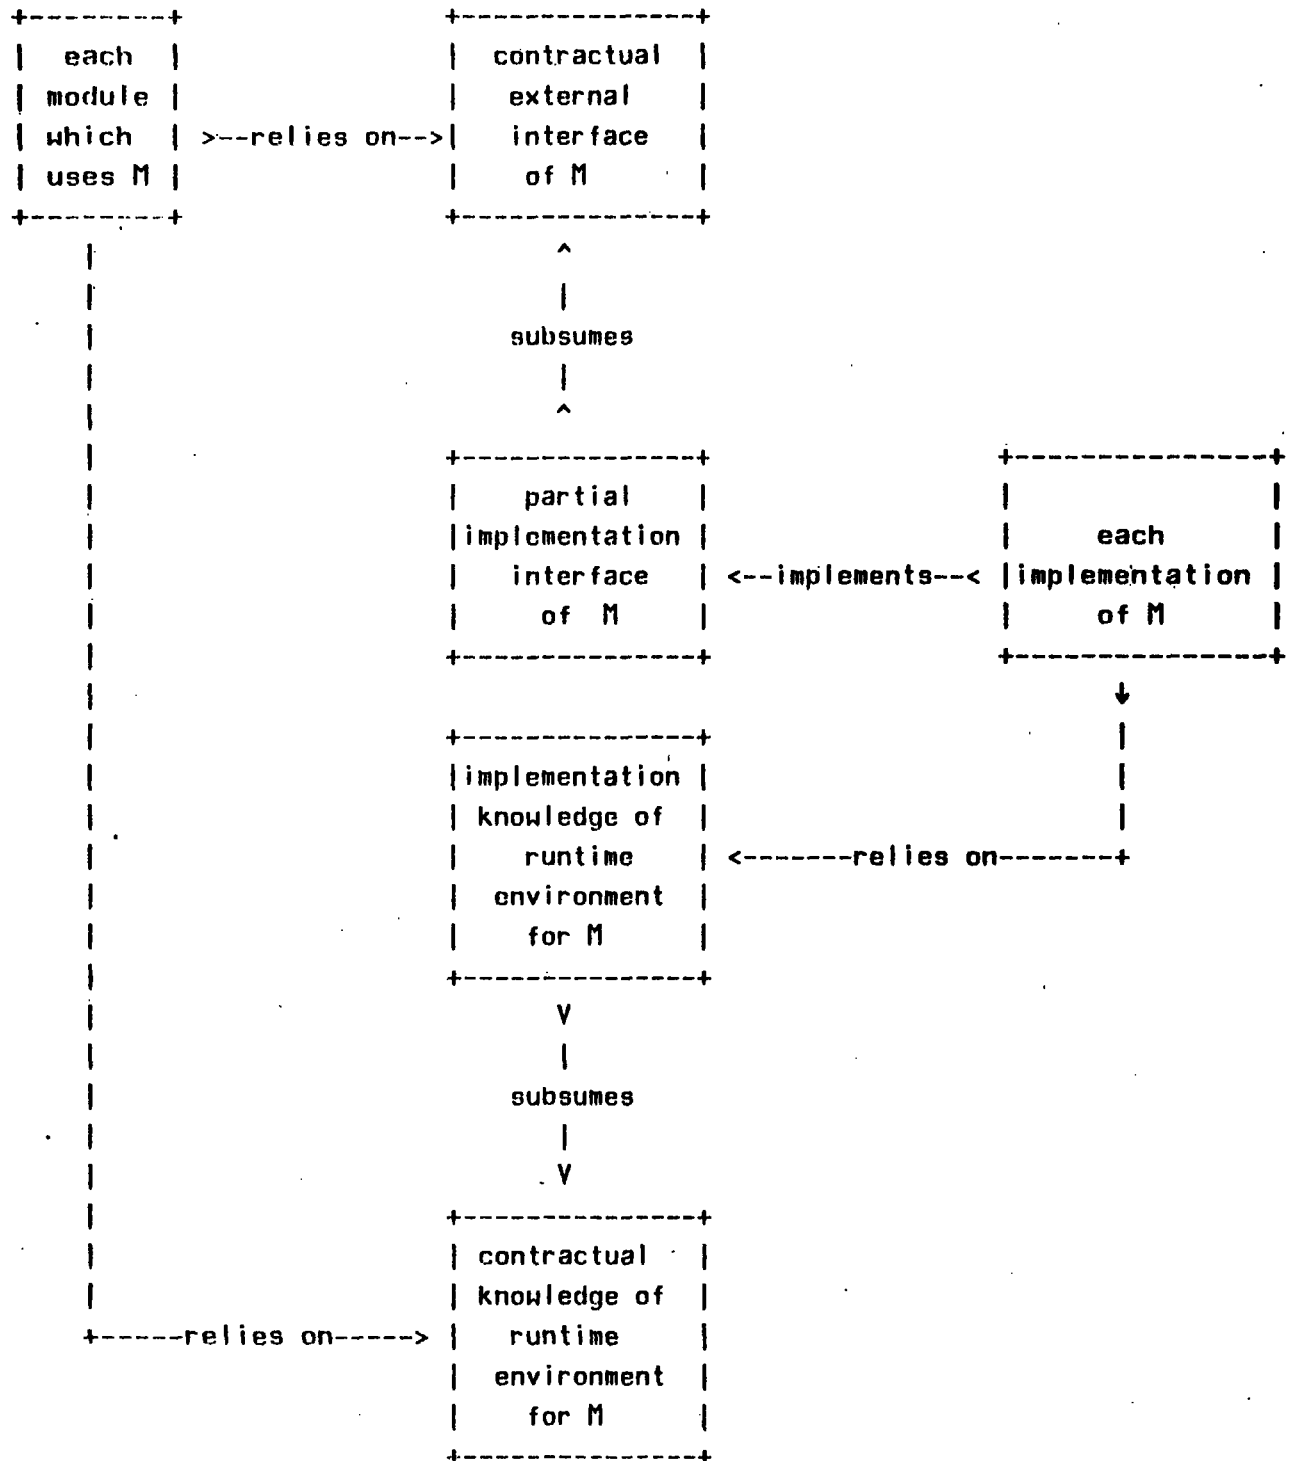 each
module
which
uses M
>--relies on-->
contractual
external
interface
of M
subsumes
partial
implementation
interface
of M
<--implements--<
each
implementation
of M
implementation
knowledge of
runtime
environment
for M
<-------relies on-------+
subsumes
contractual
knowledge of
runtime
environment
for M
+-----relies on----->